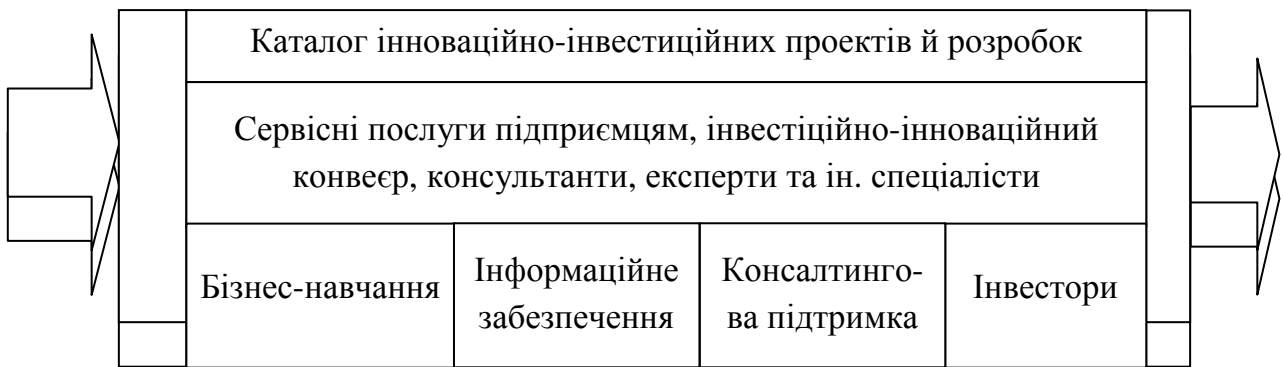 Каталог інноваційно-інвестиційних проектів й розробок
Сервісні послуги підприємцям, інвестіційно-інноваційний
конвеєр, консультанти, експерти та ін. спеціалісти
Бізнес-навчання
Інформаційне
забезпечення
Консалтинго-
ва підтримка
Інвестори